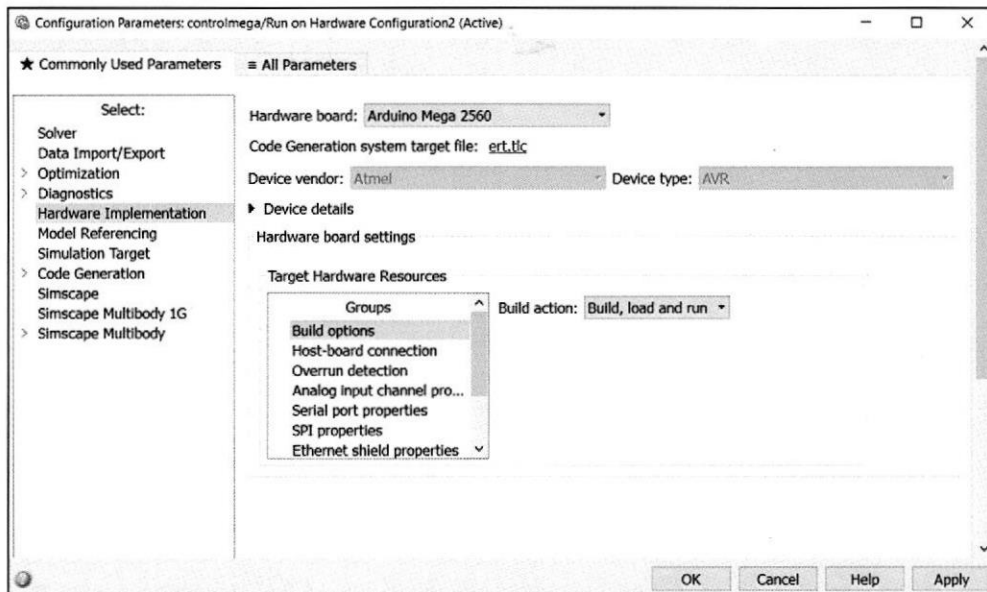 Configuration Parameters: controlmega/Run on Hardware Configuration2 (Active)
★ Commonly Used Parameters
≡ All Parameters
Select:
Solver
Data Import/Export
> Optimization
> Diagnostics
Hardware Implementation
Model Referencing
Simulation Target
> Code Generation
Simscape
Simscape Multibody 1G
> Simscape Multibody
Hardware board: Arduino Mega 2560
Code Generation system target file: ert.tlc
Device vendor: Atmel Device type: AVR
Device details
Hardware board settings
Target Hardware Resources
Groups
Build options
Host-board connection
Overrun detection
Analog input channel pro...
Serial port properties
SPI properties
Ethernet shield properties
Build action: Build, load and run
OK Cancel Help Apply